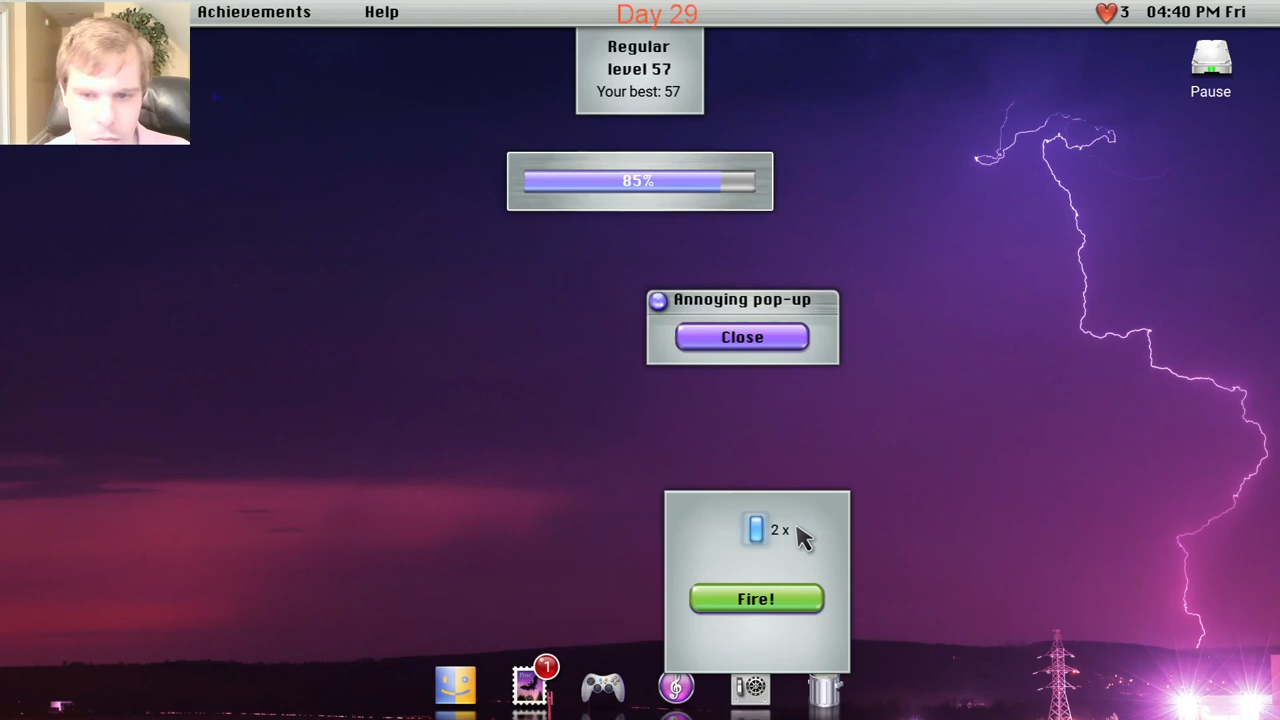 Achievements Help Day 29 3 04:40 PM Fri
Regular
level 57
Your best: 57
Pause
85%
Annoying pop-up
Close
2 x
Fire!
1